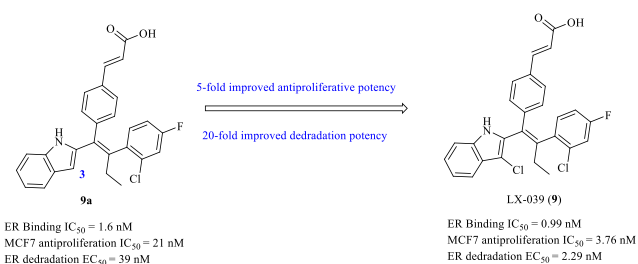 O
OH
5-fold improved antiproliferative potency
20-fold improved dedradation potency
H
N
3
Cl
F
9a
ER Binding IC50 = 1.6 nM
MCF7 antiproliferation IC50 = 21 nM
ER dedradation EC50 = 39 nM
O
OH
H
N
Cl
F
Cl
LX-039 (9)
ER Binding IC50 = 0.99 nM
MCF7 antiproliferation IC50 = 3.76 nM
ER dedradation EC50 = 2.29 nM